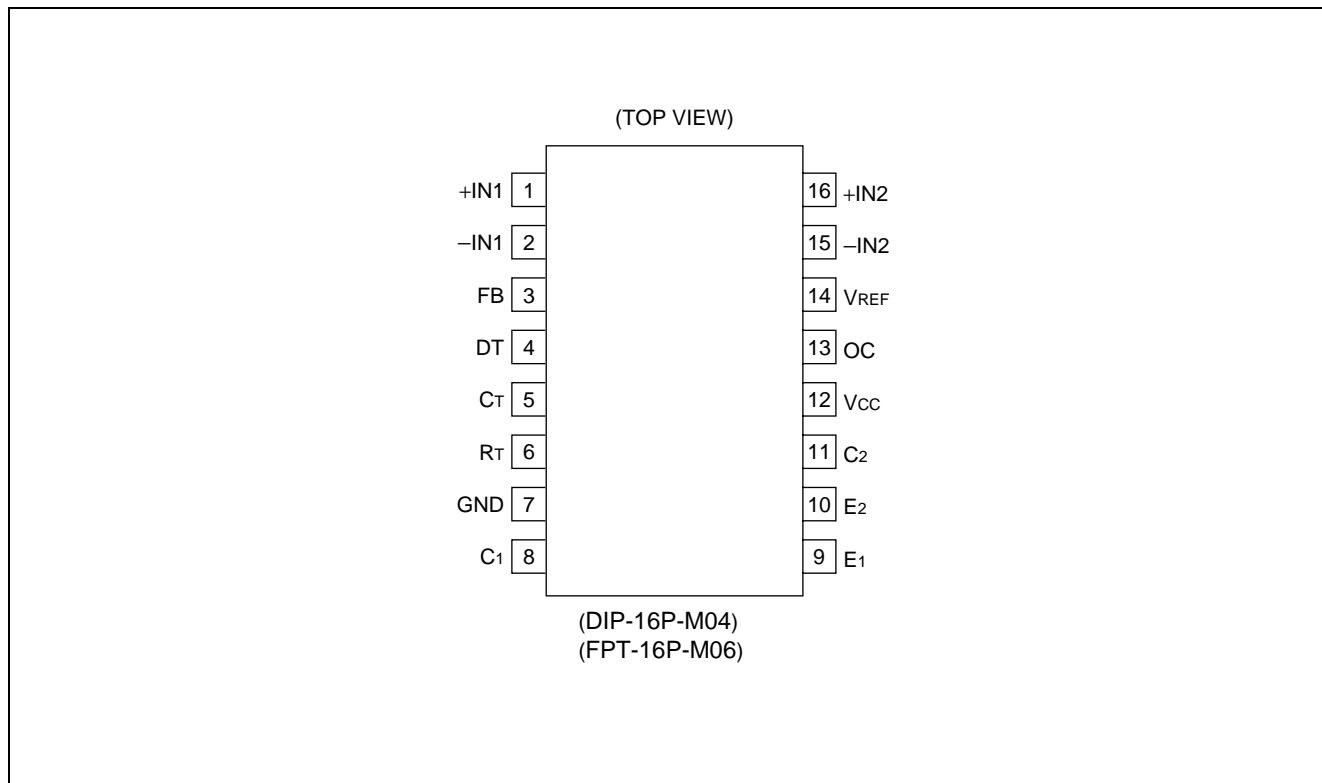 (TOP VIEW)
+IN1 1 16 +IN2
−IN1 2 15 −IN2
FB 3 14 VREF
DT 4 13 OC
CT 5 12 VCC
RT 6 11 C2
GND 7 10 E2
C1 8 9 E1
(DIP-16P-M04)
(FPT-16P-M06)